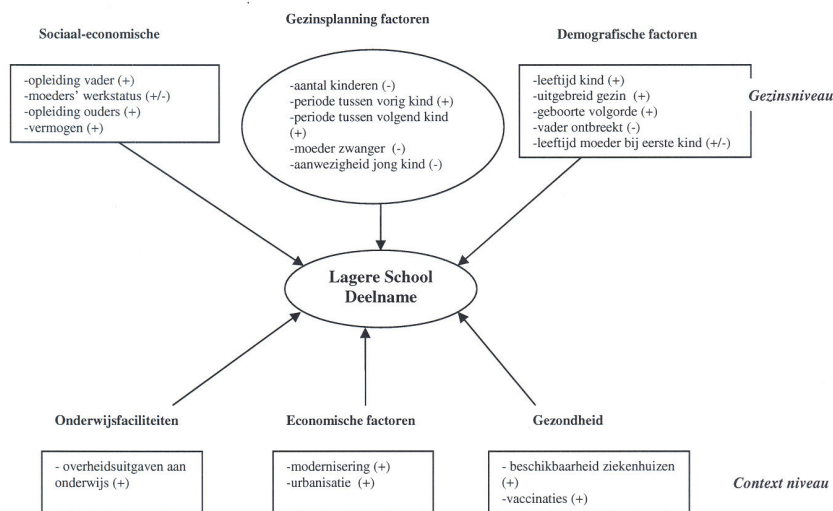 Gezinsplanning factoren
Sociaal-economische
Demografische factoren
-opleiding vader (+)
-moeders' werkstatus (+/-)
-opleiding ouders (+)
-vermogen (+)
-aantal kinderen (-)
-periode tussen vorig kind (+)
-periode tussen volgend kind
(+)
-moeder zwanger (-)
-aanwezigheid jong kind (-)
-leeftijd kind (+)
-uitgebreid gezin (+)
-geboorte volgorde (+)
-vader ontbreekt (-)
-leeftijd moeder bij eerste kind (+/-)
Gezinsniveau
Lagere School
Deelname
Onderwijsfaciliteiten
Economische factoren
Gezondheid
- overheidsuitgaven aan
onderwijs (+)
-modernisering (+)
-urbanisatie (+)
- beschikbaarheid ziekenhuizen
(+)
-vaccinaties (+)
Context niveau